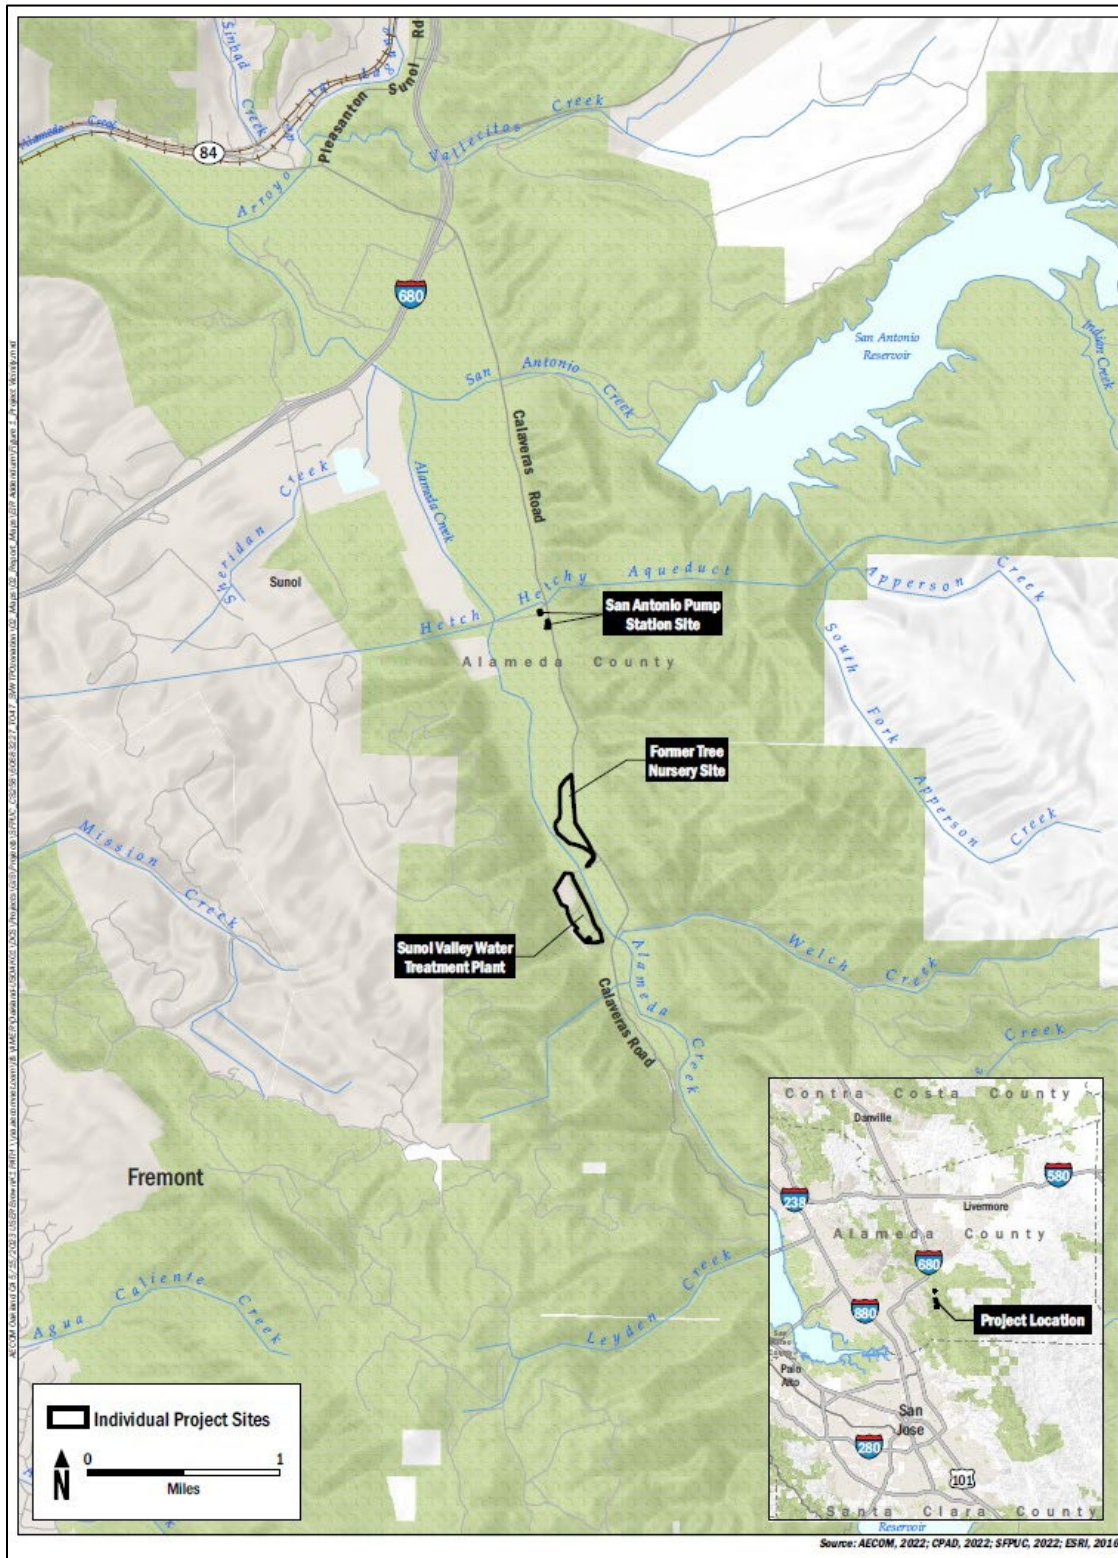 Sinbad
Creek
Pleasanton
Sunol
Rd
Alameda Creek
84
Arroyo
Vallecitos Creek
680
San Antonio
Reservoir
Indian Creek
San Antonio Creek
Calaveras Road
Alameda Creek
Sheridan Creek
Sunol
Hetch Hetchy Aqueduct
Apperson Creek
San Antonio Pump
Station Site
Alameda County
South Fork Apperson Creek
Former Tree
Nursery Site
Mission Creek
Sunol Valley Water
Treatment Plant
Alameda Creek
Welch Creek
Calaveras Road
Creek
Fremont
Agua Caliente Creek
Leyden Creek
Contra Costa County
Danville
580
238
Livermore
Alameda County
680
880
Project Location
Palo
Alto
San
Jose
280
101
Santa Clara County
Reservoir
Individual Project Sites
N
0 1
Miles
Source: AECOM, 2022; CPAD, 2022; SFPUC, 2022; ESRI, 2016